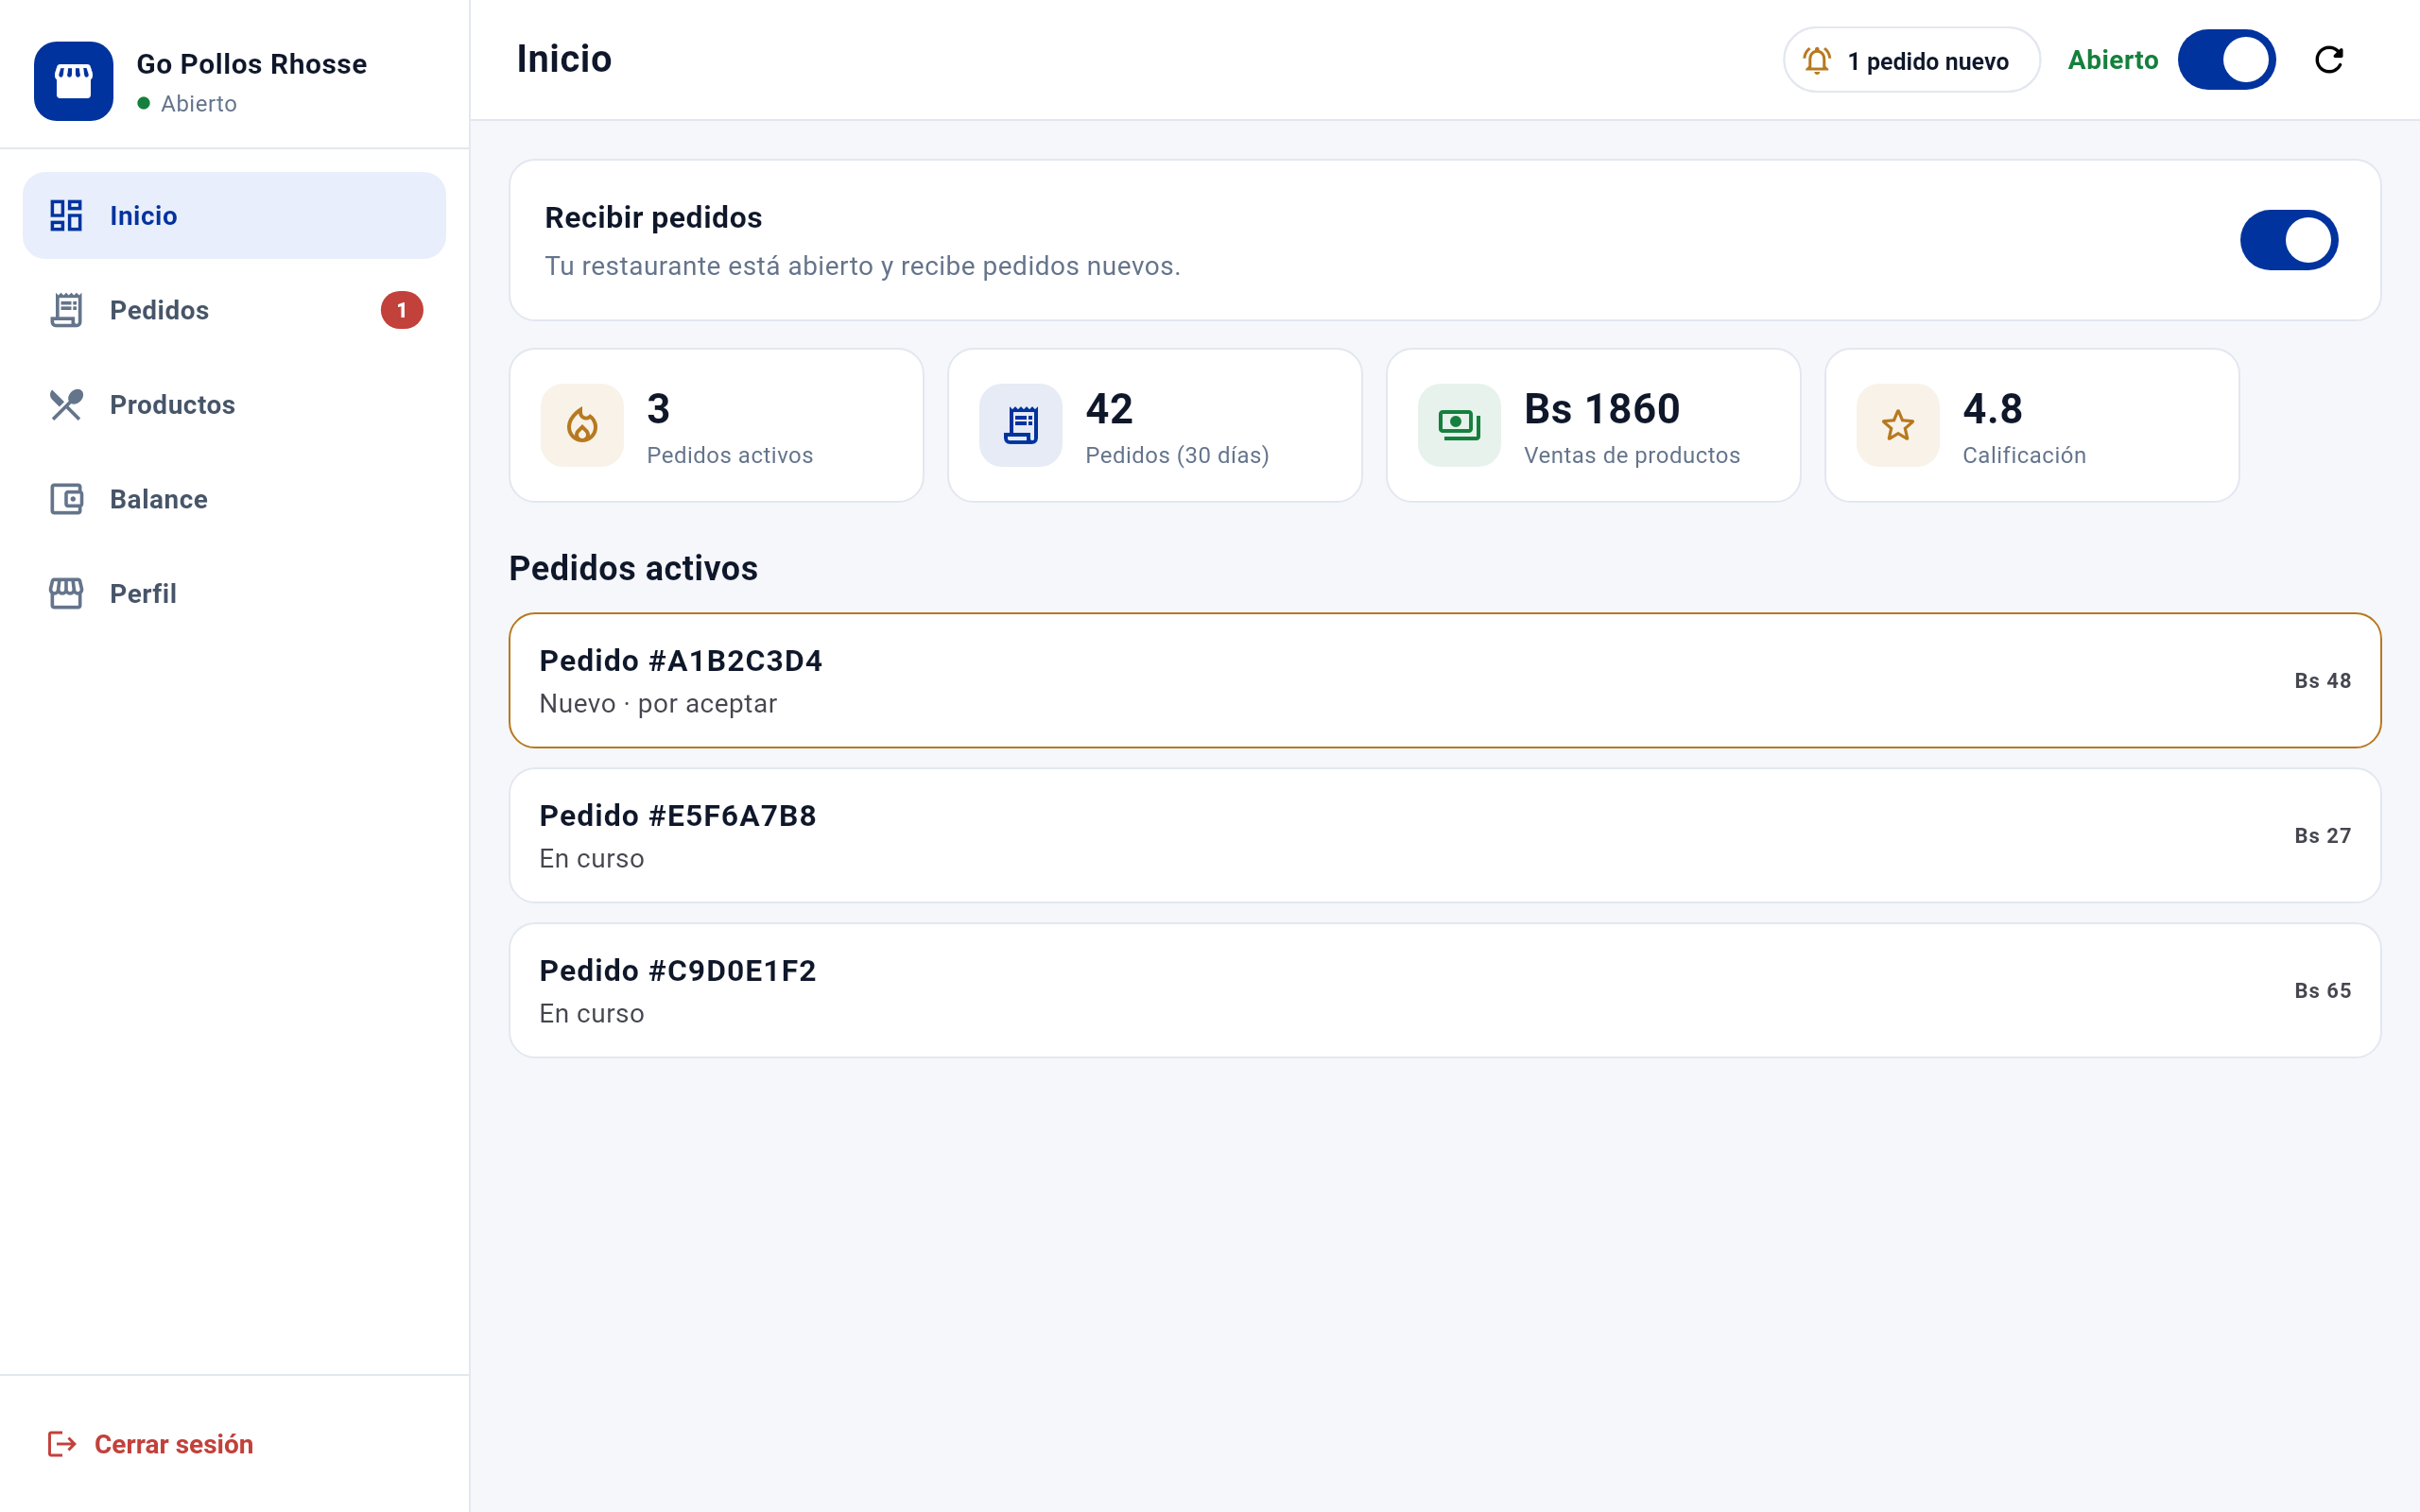 Go Pollos Rhosse
Abierto
Inicio
Pedidos
1
Productos
Balance
Perfil
Cerrar sesión
Inicio
1 pedido nuevo
Abierto
Recibir pedidos
Tu restaurante está abierto y recibe pedidos nuevos.
3
Pedidos activos
42
Pedidos (30 días)
Bs 1860
Ventas de productos
4.8
Calificación
Pedidos activos
Pedido #A1B2C3D4
Nuevo · por aceptar
Bs 48
Pedido #E5F6A7B8
En curso
Bs 27
Pedido #C9D0E1F2
En curso
Bs 65